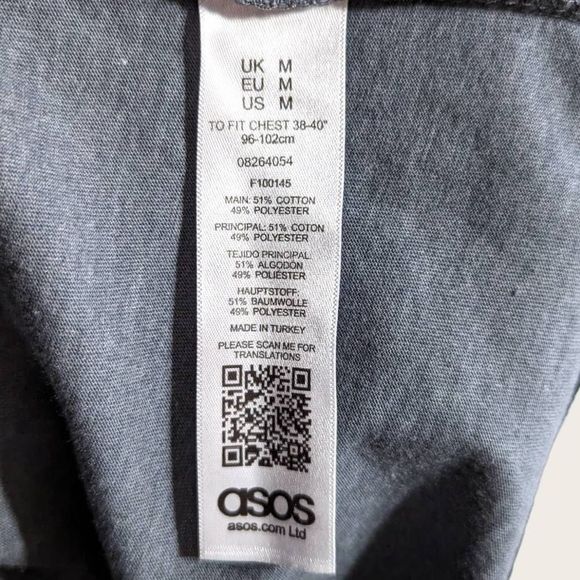 UK M
EU M
US M
TO FIT CHEST 38-40"
96-102cm
08264054
F100145
MAIN: 51% COTTON
49% POLYESTER
PRINCIPAL: 51% COTON
49% POLYESTER
TEJIDO PRINCIPAL:
51% ALGODÓN
49% POLIÉSTER
HAUPTSTOFF:
51% BAUMWOLLE
49% POLYESTER
MADE IN TURKEY
PLEASE SCAN ME FOR
TRANSLATIONS
asos
asos.com Ltd